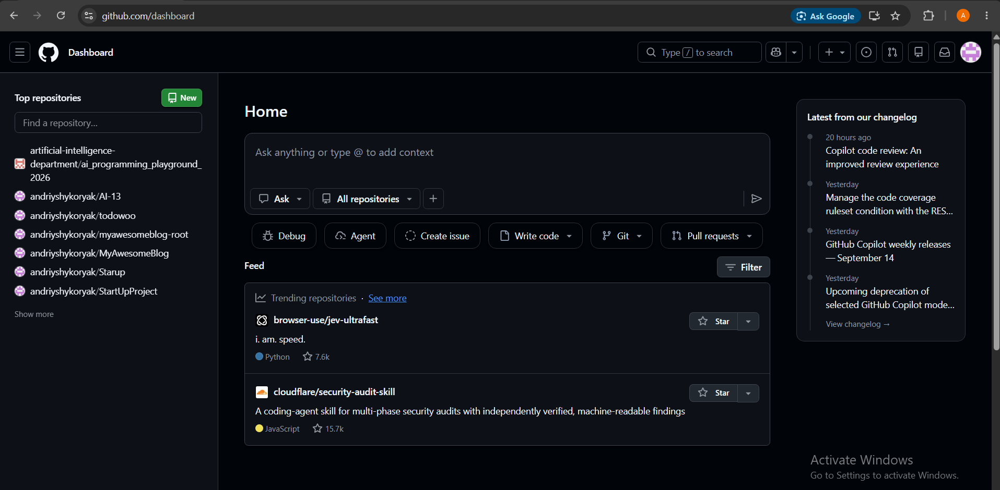 github.com/dashboard
Ask Google
A
Dashboard
Type / to search
Top repositories
New
Find a repository...
artificial-intelligence-
department/ai_programming_playground_
2026
andriyshykoryak/AI-13
andriyshykoryak/todowoo
andriyshykoryak/myawesomeblog-root
andriyshykoryak/MyAwesomeBlog
andriyshykoryak/Starup
andriyshykoryak/StartUpProject
Show more
Home
Ask anything or type @ to add context
Ask
All repositories
Debug
Agent
Create issue
Write code
Git
Pull requests
Feed
Filter
Trending repositories · See more
browser-use/jev-ultrafast
Star
i. am. speed.
Python
7.6k
cloudflare/security-audit-skill
Star
A coding-agent skill for multi-phase security audits with independently verified, machine-readable findings
JavaScript
15.7k
Latest from our changelog
20 hours ago
Copilot code review: An
improved review experience
Yesterday
Manage the code coverage
ruleset condition with the RES...
Yesterday
GitHub Copilot weekly releases
— September 14
Yesterday
Upcoming deprecation of
selected GitHub Copilot mode...
View changelog →
Activate Windows
Go to Settings to activate Windows.